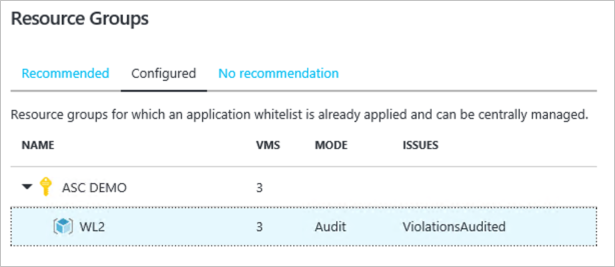 Resource Groups
Recommended Configured No recommendation
Resource groups for which an application whitelist is already applied and can be centrally managed.
NAME VMS MODE ISSUES
ASC DEMO 3
WL2 3 Audit ViolationsAudited